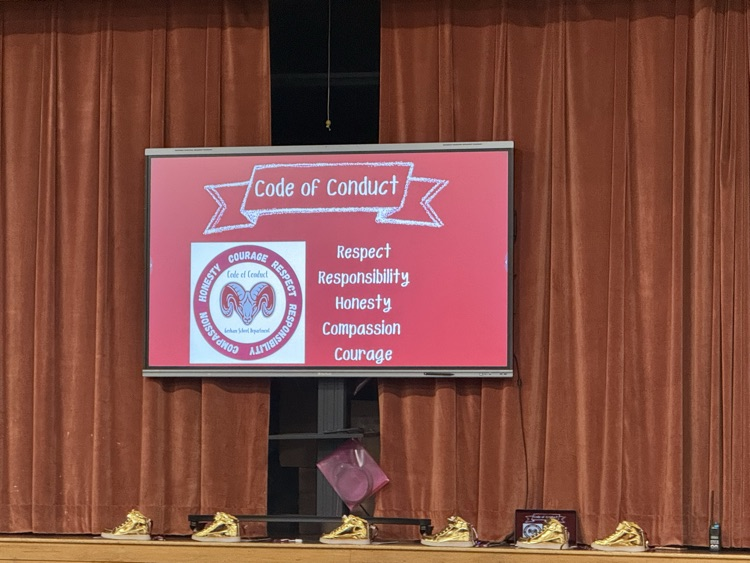 Code of Conduct
HONESTY COURAGE RESPECT RESPONSIBILITY COMPASSION
Code of Conduct
Gorham School Department
Respect
Responsibility
Honesty
Compassion
Courage